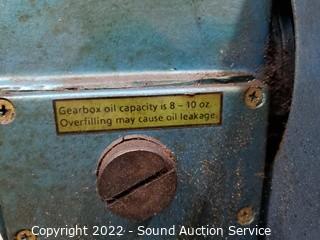 Gearbox oil capacity is 8 - 10 oz.
Overfilling may cause oil leakage.
Copyright © 2022 - Sound Auction Service